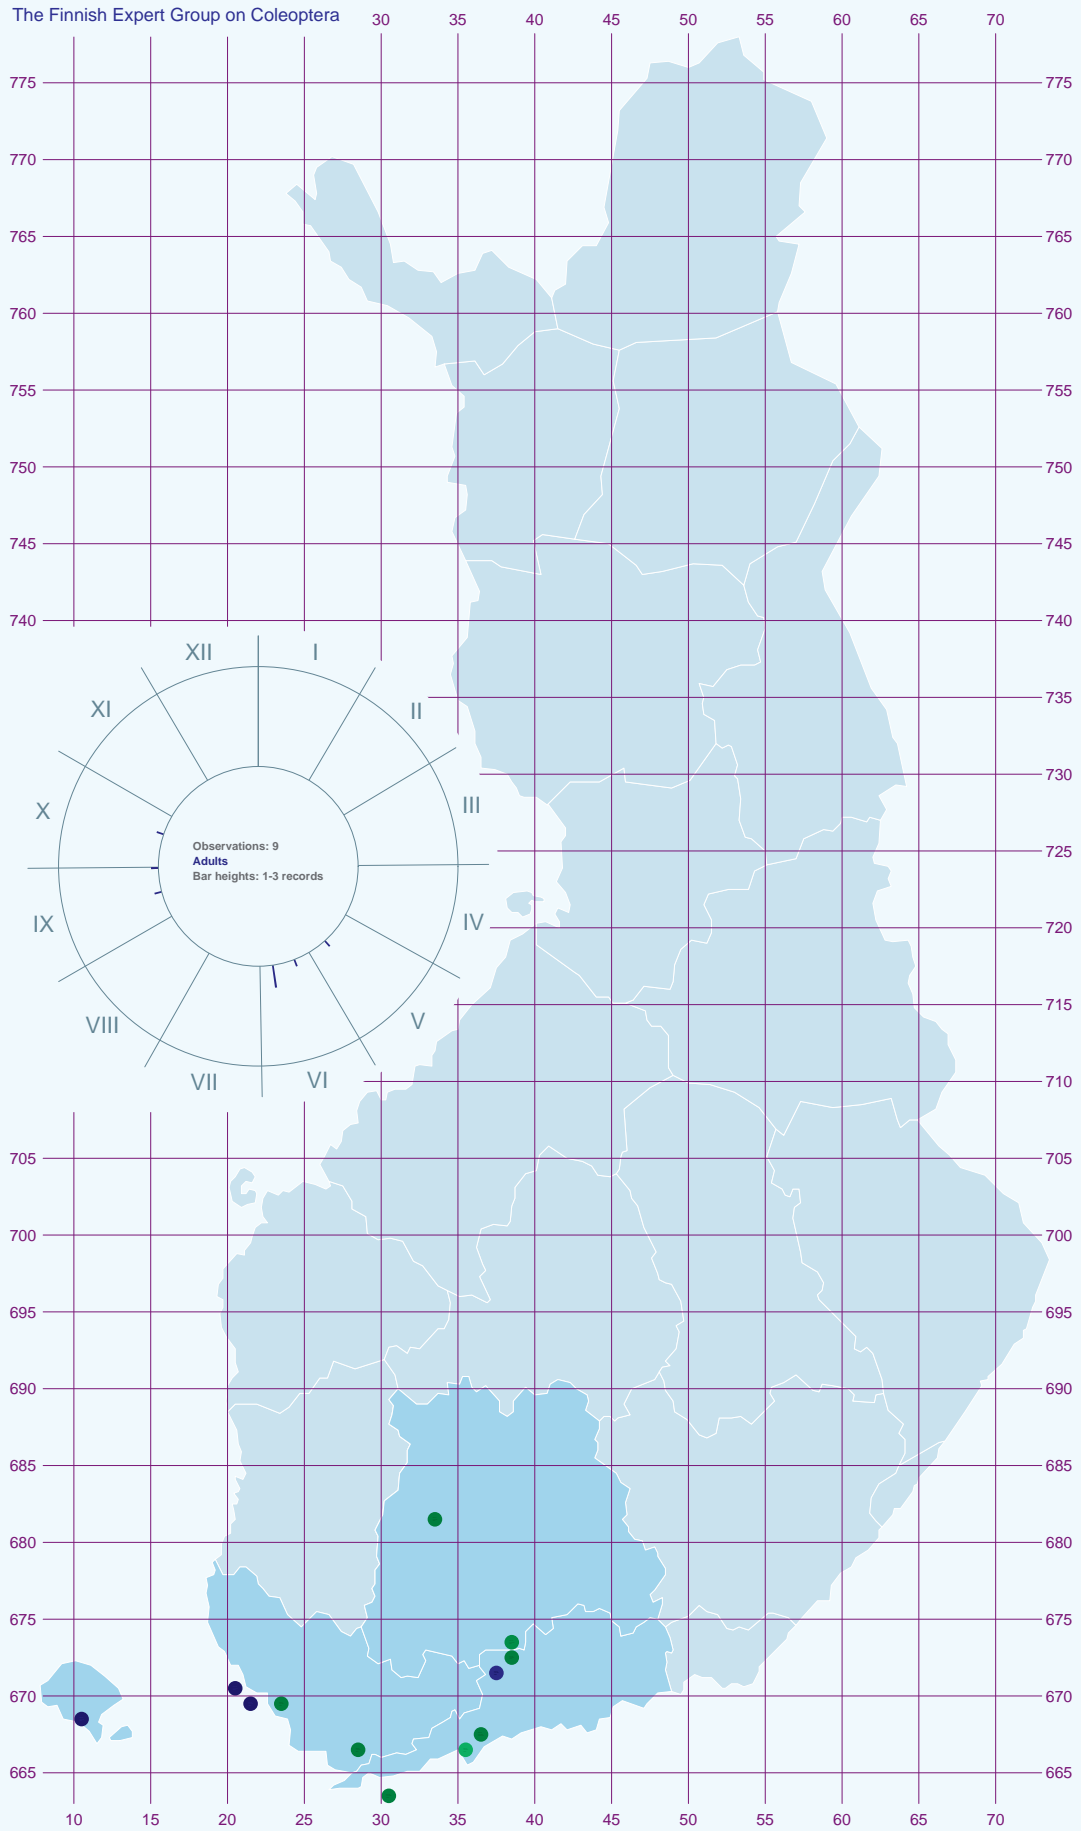 The Finnish Expert Group on Coleoptera
30 35 40 45 50 55 60 65 70
775 775
770 770
765 765
760 760
755 755
750 750
745 745
740 740
XII I
XI II
735
730
X III
725
Observations: 9
Adults
Bar heights: 1-3 records
IX IV
720
715
VIII V
VII VI
710
705 705
700 700
695 695
690 690
685 685
680 680
675 675
670 670
665 665
10 15 20 25 30 35 40 45 50 55 60 65 70